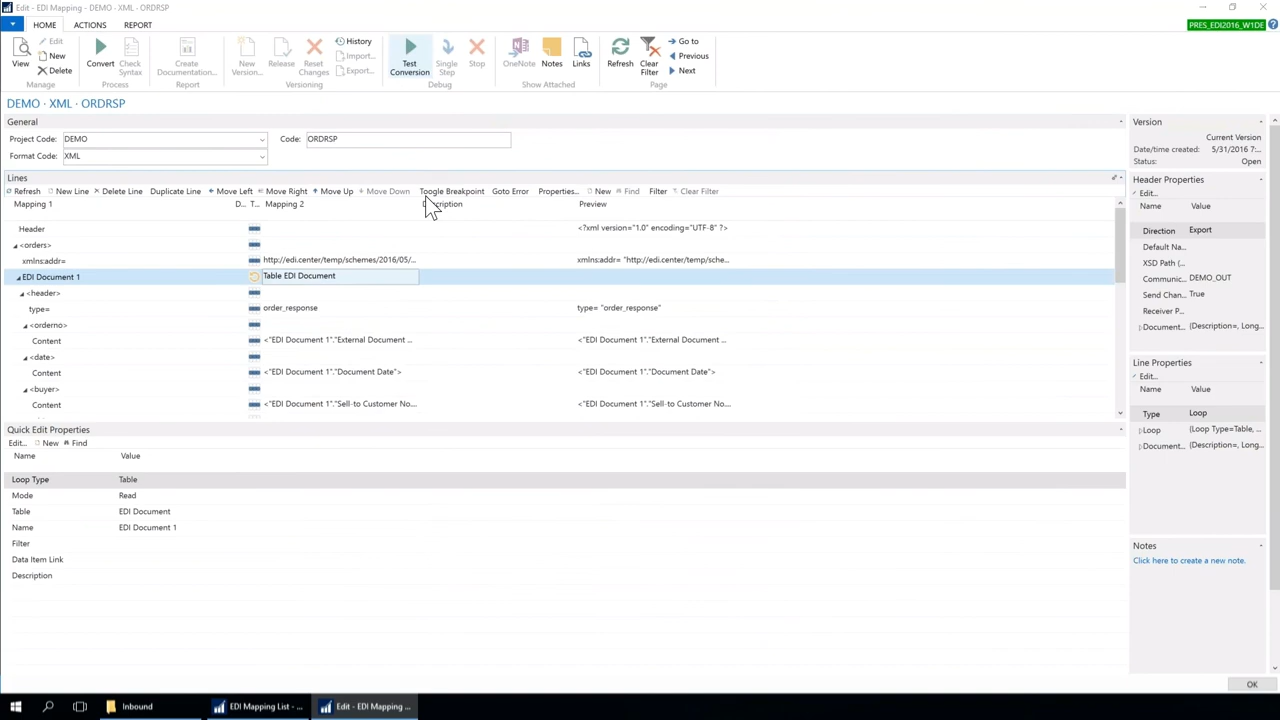 Edit - EDI Mapping - DEMO - XML - ORDRSP
HOME ACTIONS REPORT PRES_EDI2016_W1DE
View Edit New Delete Convert Check Syntax Create Documentation... New Version... Release Reset Changes History Import... Export... Test Conversion Single Step Stop OneNote Notes Links Refresh Clear Filter Go to Previous Next
Manage Process Report Versioning Debug Show Attached Page
DEMO · XML · ORDRSP
General
Project Code: DEMO Code: ORDRSP
Format Code: XML
Lines
Refresh New Line Delete Line Duplicate Line Move Left Move Right Move Up Move Down Toggle Breakpoint Goto Error Properties... New Find Filter Clear Filter
Mapping 1 D... T... Mapping 2 Preview
Header <?xml version="1.0" encoding="UTF-8" ?>
<orders>
xmlns:addr= http://edi.center/temp/schemes/2016/05/... xmlns:addr= "http://edi.center/temp/sche...
EDI Document 1 Table EDI Document
<header>
type= order_response type= "order_response"
<orderno>
Content <"EDI Document 1"."External Document ... <"EDI Document 1"."External Document ...
<date>
Content <"EDI Document 1"."Document Date"> <"EDI Document 1"."Document Date">
<buyer>
Content <"EDI Document 1"."Sell-to Customer No.... <"EDI Document 1"."Sell-to Customer No....
Quick Edit Properties
Edit... New Find
Name Value
Loop Type Table
Mode Read
Table EDI Document
Name EDI Document 1
Filter
Data Item Link
Description
Version
Current Version
Date/time created: 5/31/2016 7:...
Status: Open
Header Properties
Edit...
Name Value
Direction Export
Default Na...
XSD Path (...
Communic... DEMO_OUT
Send Chan... True
Receiver P...
Document... (Description=, Long...
Line Properties
Edit...
Name Value
Type Loop
Loop (Loop Type=Table, ...
Document... (Description=, Long...
Notes
Click here to create a new note.
OK
Inbound EDI Mapping List - ... Edit - EDI Mapping ...